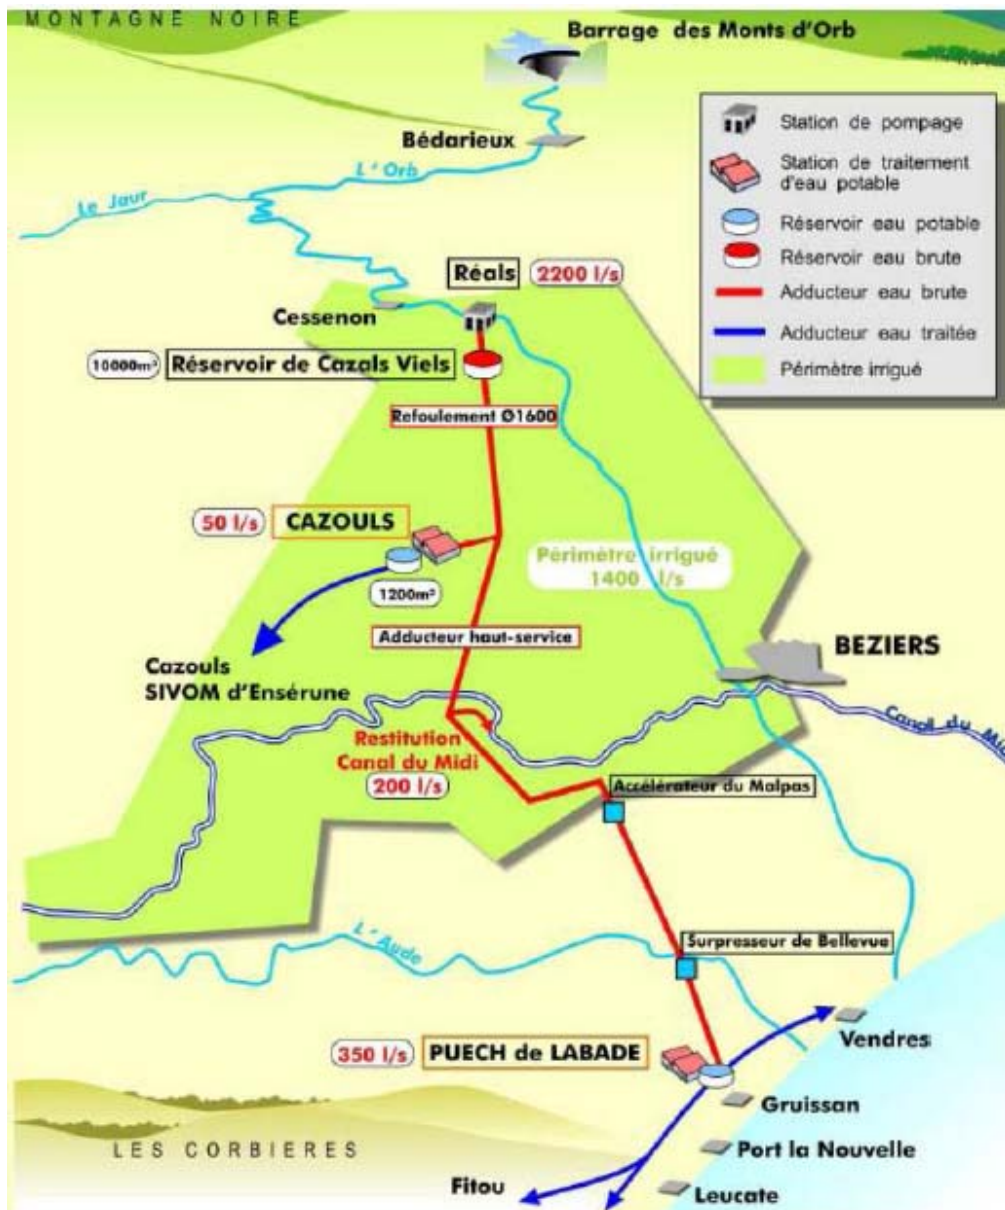 MONTAGNE NOIRE
Barrage des Monts d'Orb
Bédarieux
L'Orb
Le Jaur
Station de pompage
Station de traitement
d'eau potable
Réservoir eau potable
Réservoir eau brute
Adducteur eau brute
Adducteur eau traitée
Périmètre irrigué
Réals
2200 l/s
Cessenon
10000m³
Réservoir de Cazals Viels
Refoulement Ø1600
50 l/s
CAZOULS
1200m³
Périmètre irrigué
1400 l/s
Adducteur haut-service
Cazouls
SIVOM d'Ensérune
BEZIERS
Canal du Mi
Restitution
Canal du Midi
200 l/s
Accélérateur du Malpas
L'Aude
Surpresseur de Bellevue
Vendres
350 l/s
PUECH de LABADE
Gruissan
LES CORBIERES
Port la Nouvelle
Fitou
Leucate